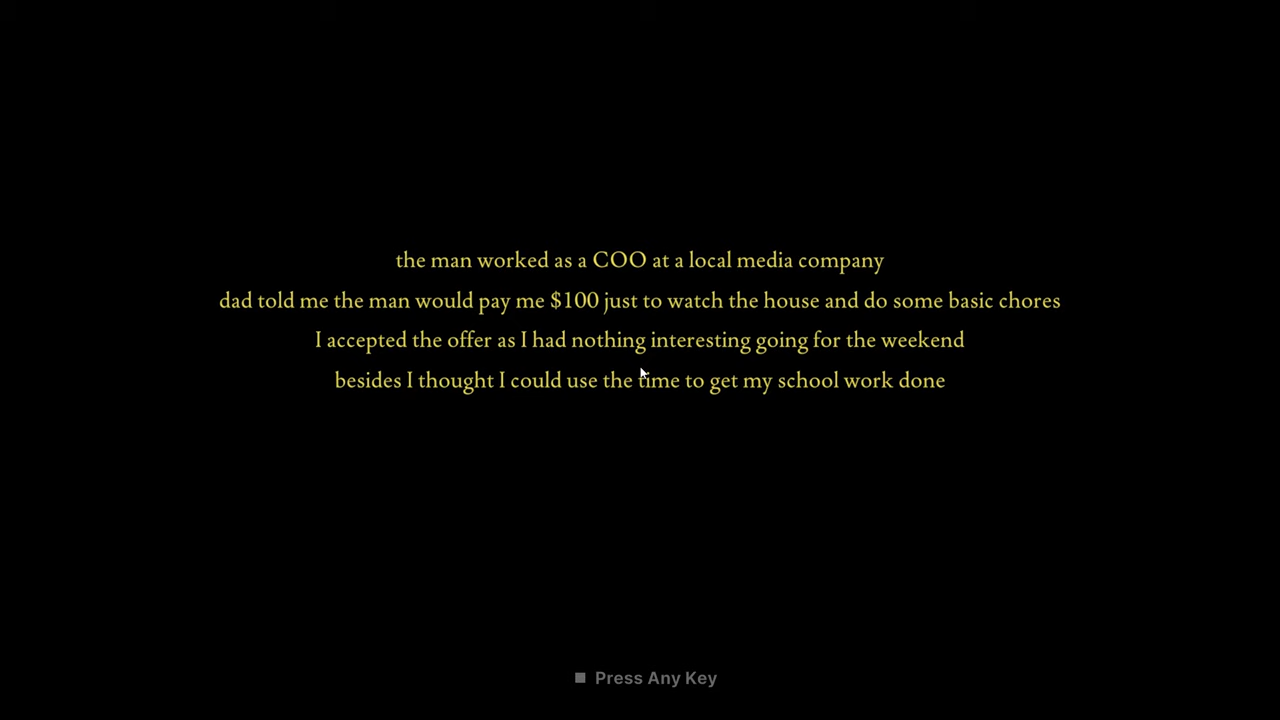 the man worked as a COO at a local media company
dad told me the man would pay me $100 just to watch the house and do some basic chores
I accepted the offer as I had nothing interesting going for the weekend
besides I thought I could use the time to get my school work done
Press Any Key